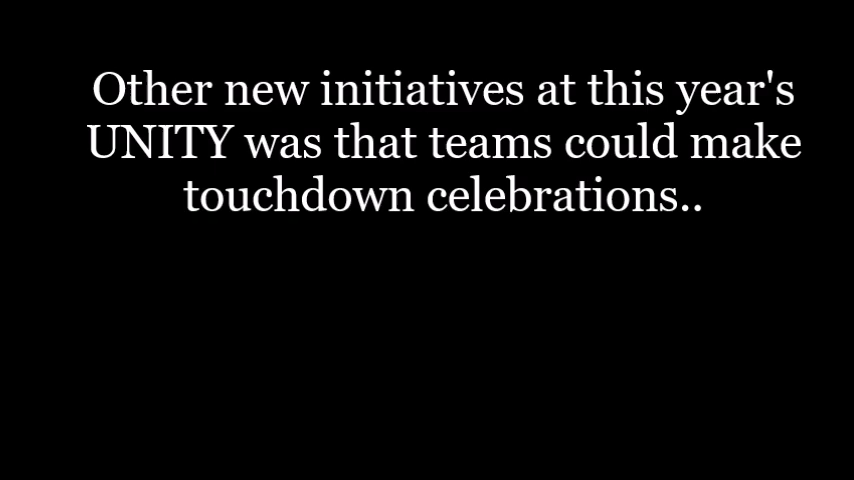 Other new initiatives at this year's
UNITY was that teams could make
touchdown celebrations..